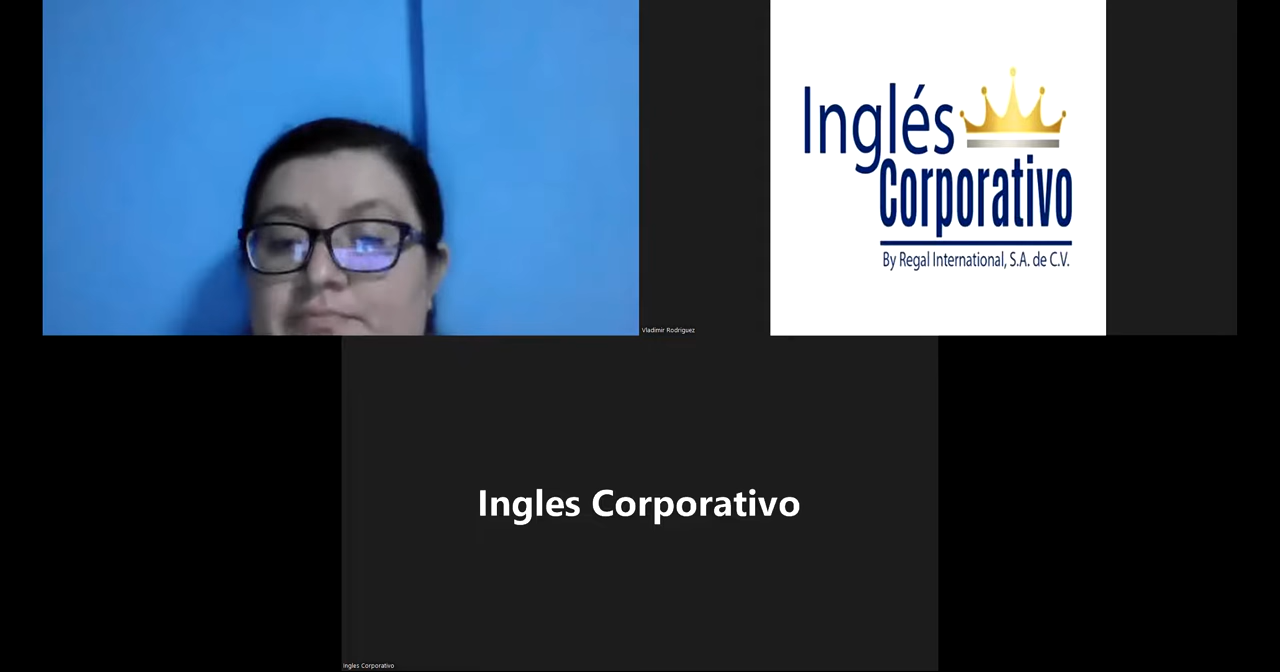 Inglés
Corporativo
By Regal International, S.A. de C.V.
Vladimir Rodriguez
Ingles Corporativo
Ingles Corporativo